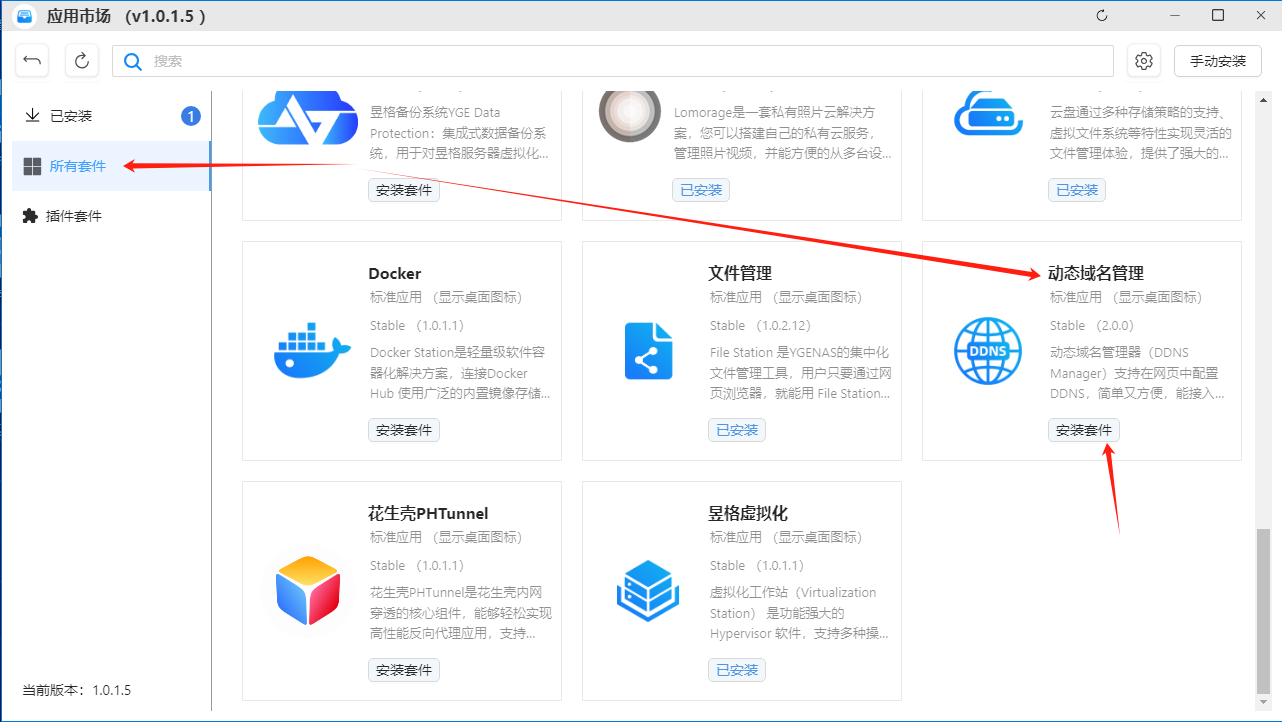 应用市场 （v1.0.1.5 ）
搜索
手动安装
已安装
1
所有套件
插件套件
当前版本：1.0.1.5
昱格备份系统YGE Data
Protection：集成式数据备份系
统，用于对昱格服务器虚拟化...
安装套件
Lomorage是一套私有照片云解决方
案，您可以搭建自己的私有云服务，
管理照片视频，并能方便的从多台设...
已安装
云盘通过多种存储策略的支持、
虚拟文件系统等特性实现灵活的
文件管理体验，提供了强大的...
已安装
Docker
标准应用 （显示桌面图标）
Stable （1.0.1.1）
Docker Station是轻量级软件容
器化解决方案，连接Docker
Hub 使用广泛的内置镜像存储...
安装套件
文件管理
标准应用 （显示桌面图标）
Stable （1.0.2.12）
File Station 是YGENAS的集中化
文件管理工具，用户只要通过网
页浏览器，就能用 File Station...
已安装
DDNS
动态域名管理
标准应用 （显示桌面图标）
Stable （2.0.0）
动态域名管理器（DDNS
Manager）支持在网页中配置
DDNS，简单又方便，能接入...
安装套件
花生壳PHTunnel
标准应用 （显示桌面图标）
Stable （1.0.1.1）
花生壳PHTunnel是花生壳内网
穿透的核心组件，能够轻松实现
高性能反向代理应用，支持...
安装套件
昱格虚拟化
标准应用 （显示桌面图标）
Stable （1.0.1.1）
虚拟化工作站（Virtualization
Station） 是功能强大的
Hypervisor 软件，支持多种操...
已安装